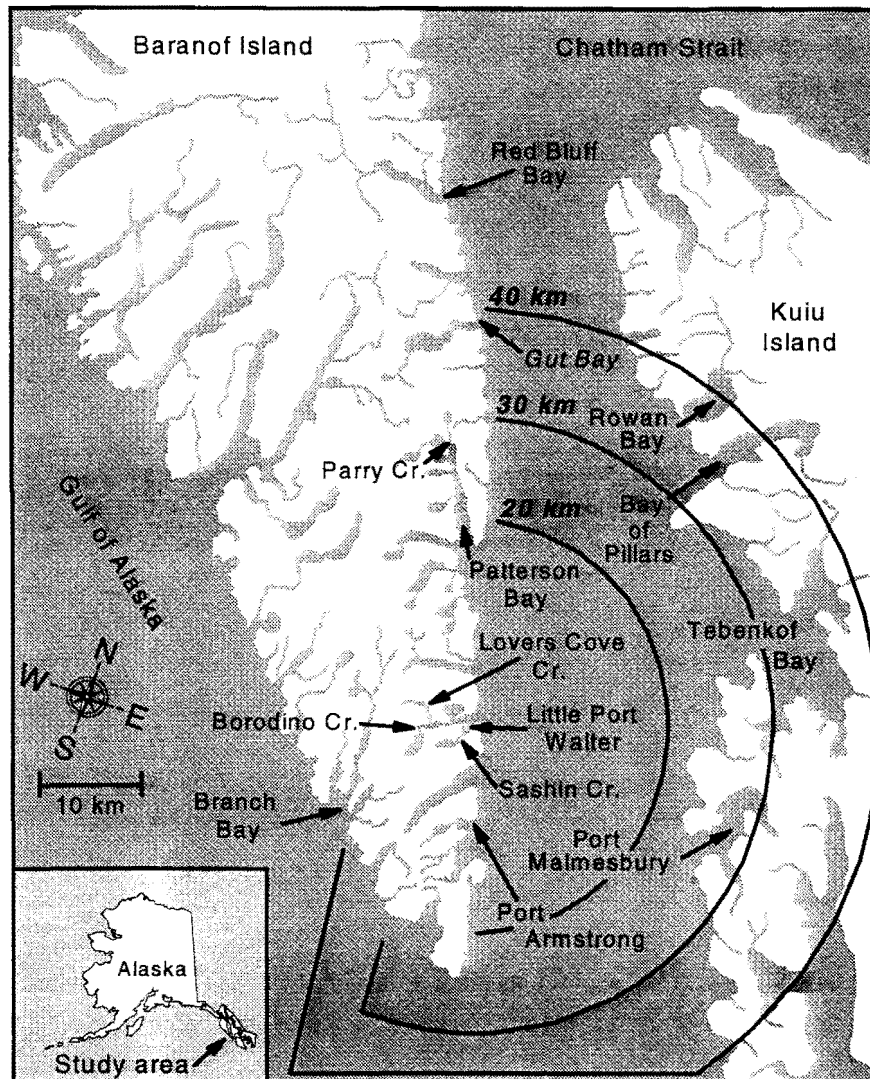 Baranof Island
Chatham Strait
Red Bluff
Bay
40 km
Kuiu
Island
Gut Bay
30 km
Rowan
Bay
Parry Cr.
20 km
Bay
of
Pillars
Gulf of Alaska
Patterson
Bay
Tebenkof
Bay
Lovers Cove
Cr.
N
W
E
S
Borodino Cr.
Little Port
Walter
Sashin Cr.
10 km
Branch
Bay
Port
Malmesbury
Port
Armstrong
Alaska
Study area